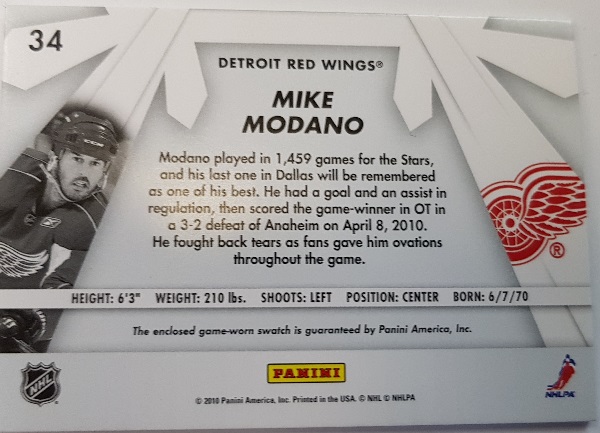 34
DETROIT RED WINGS®
MIKE
MODANO
Modano played in 1,459 games for the Stars,
and his last one in Dallas will be remembered
as one of his best. He had a goal and an assist in
regulation, then scored the game-winner in OT in
a 3-2 defeat of Anaheim on April 8, 2010.
He fought back tears as fans gave him ovations
throughout the game.
HEIGHT: 6'3" WEIGHT: 210 lbs. SHOOTS: LEFT POSITION: CENTER BORN: 6/7/70
The enclosed game-worn swatch is guaranteed by Panini America, Inc.
NHL
PANINI
NHLPA
© 2010 Panini America, Inc. Printed in the USA. © NHL © NHLPA
CCM
®